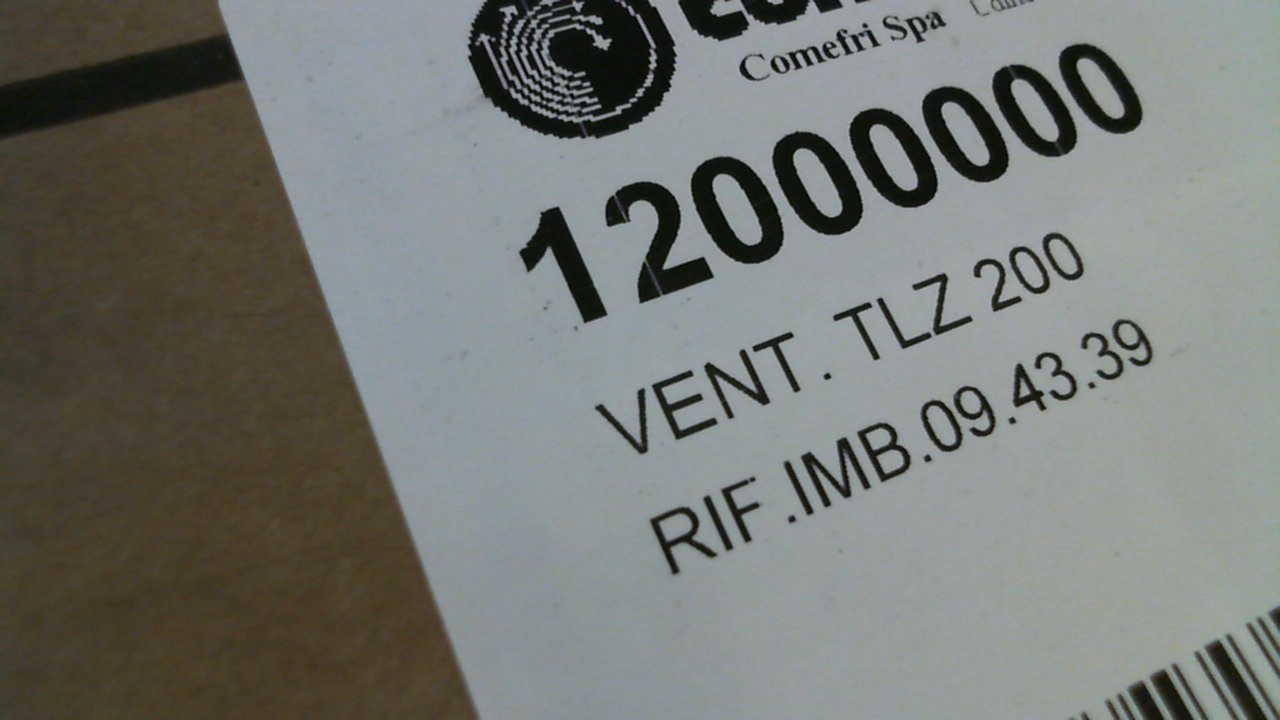 Comefri Spa
12000000
VENT. TLZ 200
RIF.IMB.09.43.39